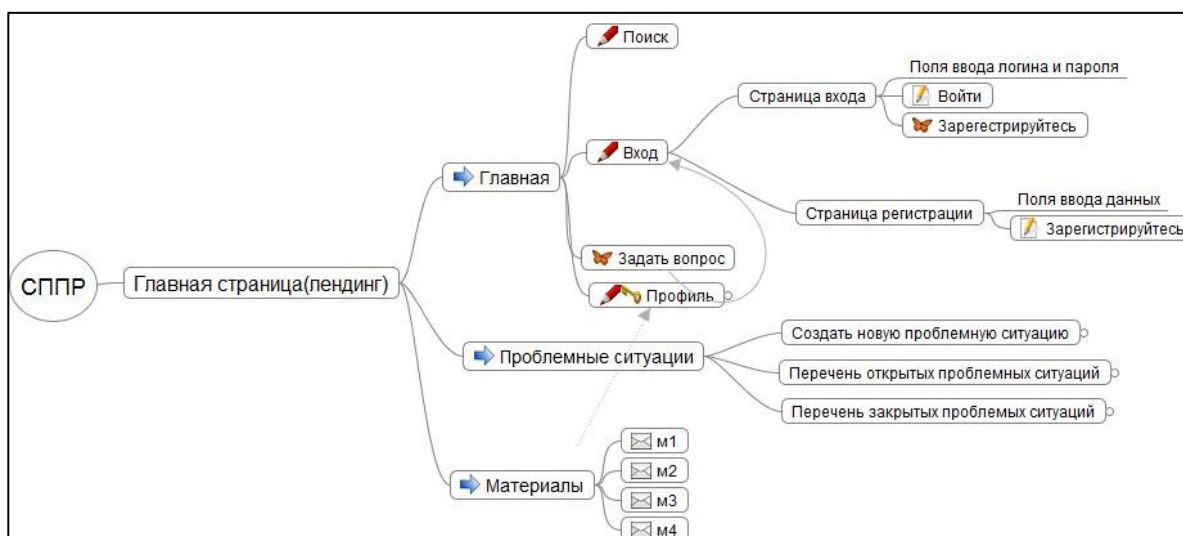 СППР
Главная страница(лендинг)
Главная
Поиск
Вход
Страница входа
Поля ввода логина и пароля
Войти
Зарегестрируйтесь
Страница регистрации
Поля ввода данных
Зарегистрируйтесь
Задать вопрос
Профиль
Проблемные ситуации
Создать новую проблемную ситуацию
Перечень открытых проблемных ситуаций
Перечень закрытых проблемых ситуаций
Материалы
м1
м2
м3
м4